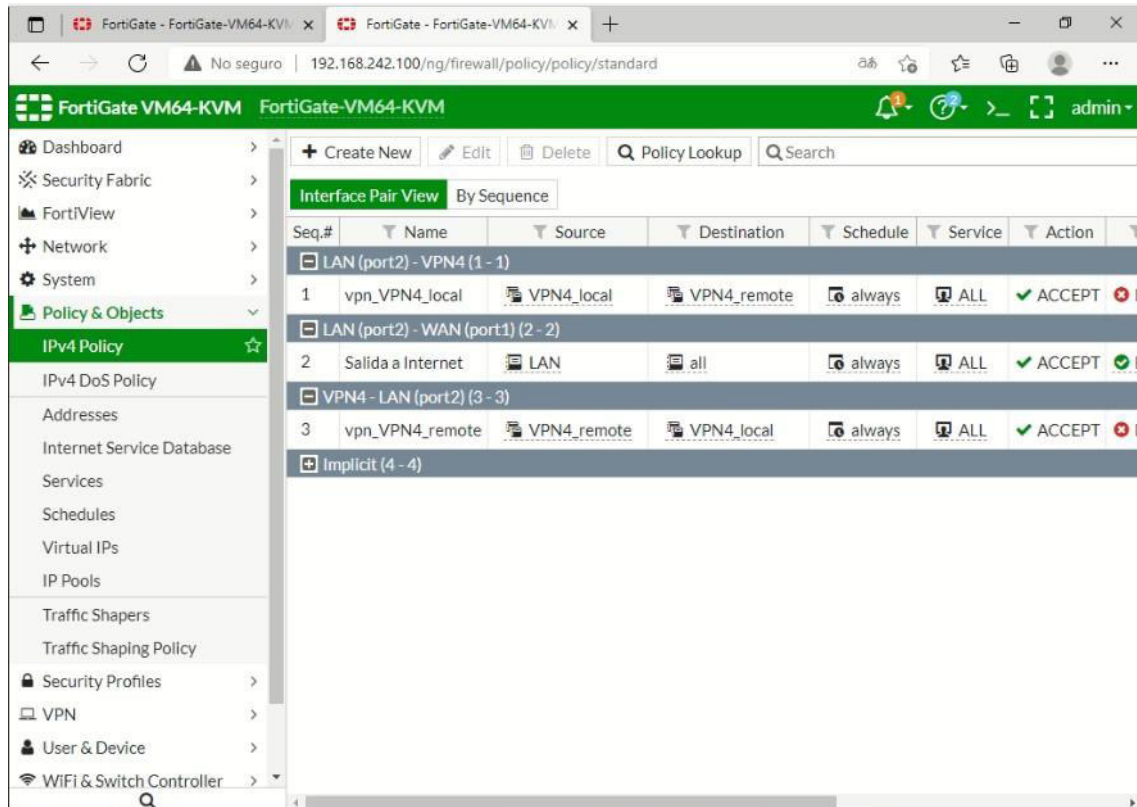 FortiGate - FortiGate-VM64-KV
FortiGate - FortiGate-VM64-KVM
No seguro | 192.168.242.100/ng/firewall/policy/policy/standard
FortiGate VM64-KVM FortiGate-VM64-KVM 1 2 admin
Dashboard
Security Fabric
FortiView
Network
System
Policy & Objects
IPv4 Policy
IPv4 DoS Policy
Addresses
Internet Service Database
Services
Schedules
Virtual IPs
IP Pools
Traffic Shapers
Traffic Shaping Policy
Security Profiles
VPN
User & Device
WiFi & Switch Controller
+ Create New Edit Delete Policy Lookup Search
Interface Pair View By Sequence
Seq.# Name Source Destination Schedule Service Action
LAN (port2) - VPN4 (1 - 1)
1 vpn_VPN4_local VPN4_local VPN4_remote always ALL ACCEPT
LAN (port2) - WAN (port1) (2 - 2)
2 Salida a Internet LAN all always ALL ACCEPT
VPN4 - LAN (port2) (3 - 3)
3 vpn_VPN4_remote VPN4_remote VPN4_local always ALL ACCEPT
Implicit (4 - 4)